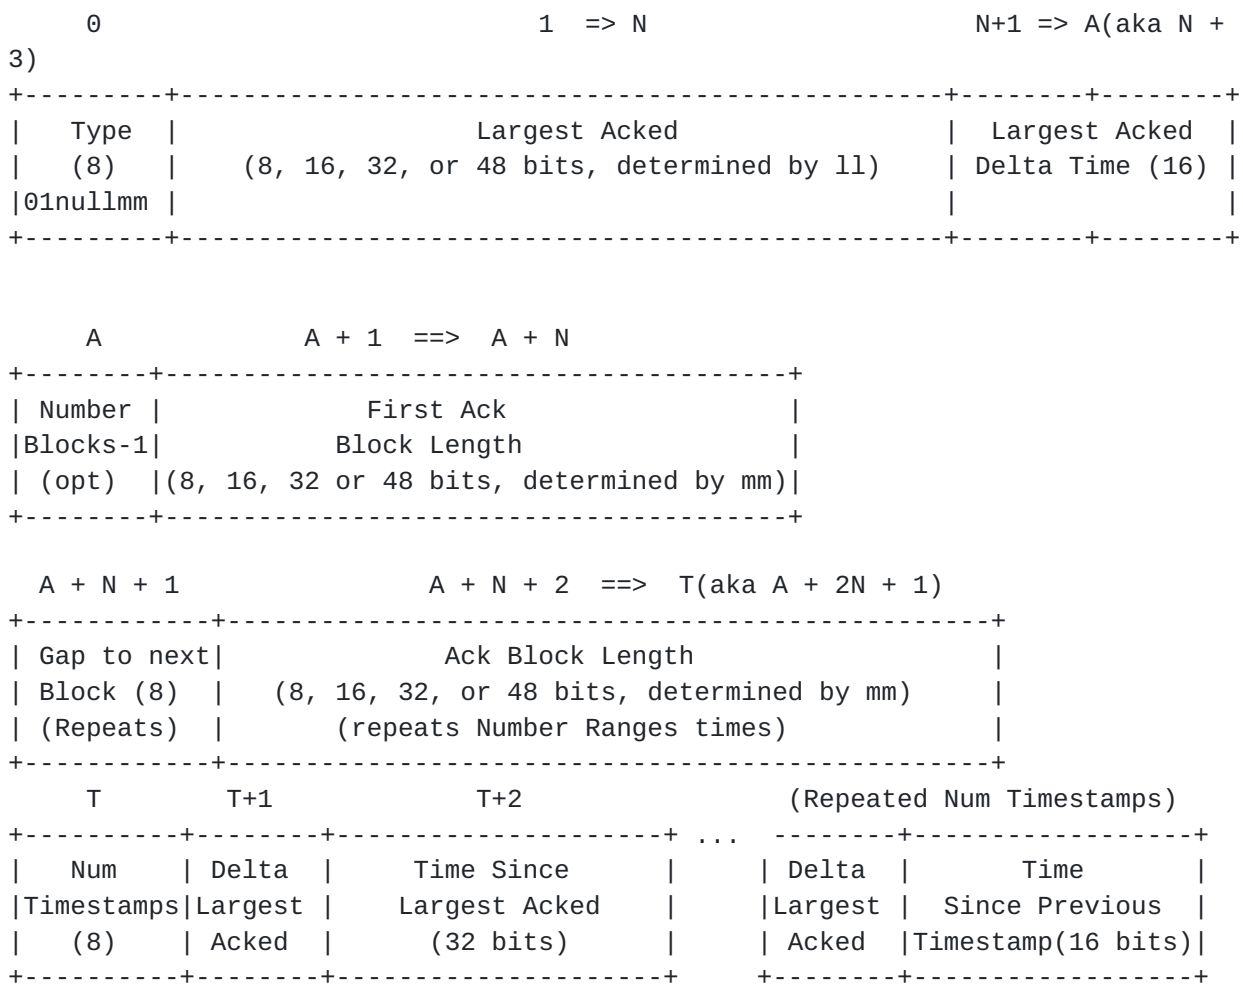 0                            1  => N                     N+1 => A(aka N +
3)
+---------+-------------------------------------------------+--------+--------+
|   Type  |                   Largest Acked                 |  Largest Acked  |
|   (8)   |    (8, 16, 32, or 48 bits, determined by ll)    | Delta Time (16) |
|01nullmm |                                                 |                 |
+---------+-------------------------------------------------+--------+--------+
     A             A + 1  ==>  A + N
+--------+----------------------------------------+
| Number |             First Ack                  |
|Blocks-1|           Block Length                 |
| (opt)  |(8, 16, 32 or 48 bits, determined by mm)|
+--------+----------------------------------------+
  A + N + 1                A + N + 2  ==>  T(aka A + 2N + 1)
+------------+-------------------------------------------------+
| Gap to next|              Ack Block Length                   |
| Block (8)  |   (8, 16, 32, or 48 bits, determined by mm)     |
| (Repeats)  |       (repeats Number Ranges times)             |
+------------+-------------------------------------------------+
     T        T+1             T+2                 (Repeated Num Timestamps)
+----------+--------+---------------------+ ...  --------+------------------+
|   Num    | Delta  |     Time Since      |     | Delta  |       Time       |
|Timestamps|Largest |    Largest Acked    |     |Largest |  Since Previous  |
|   (8)    | Acked  |      (32 bits)      |     | Acked  |Timestamp(16 bits)|
+----------+--------+---------------------+     +--------+------------------+